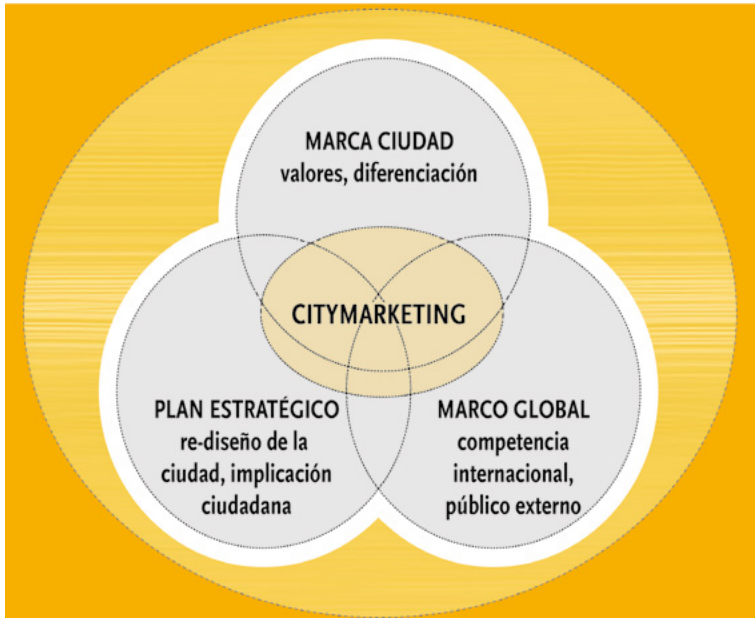 MARCA CIUDAD
valores, diferenciación
CITYMARKETING
PLAN ESTRATÉGICO
re-diseño de la
ciudad, implicación
ciudadana
MARCO GLOBAL
competencia
internacional,
público externo